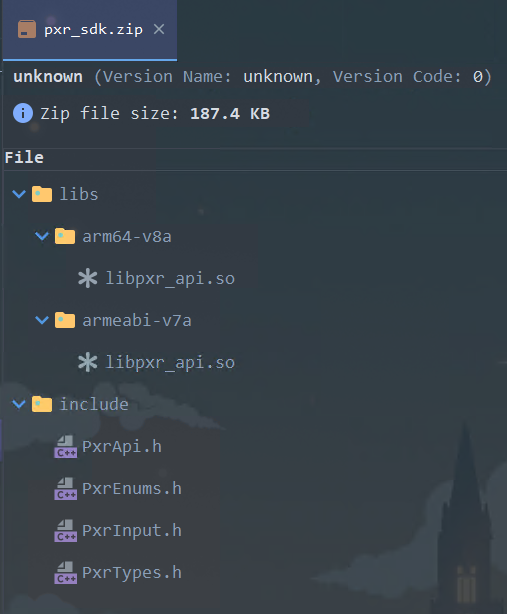 pxr_sdk.zip
unknown (Version Name: unknown, Version Code: 0)
Zip file size: 187.4 KB
File
libs
arm64-v8a
libpxr_api.so
armeabi-v7a
libpxr_api.so
include
PxrApi.h
PxrEnums.h
PxrInput.h
PxrTypes.h